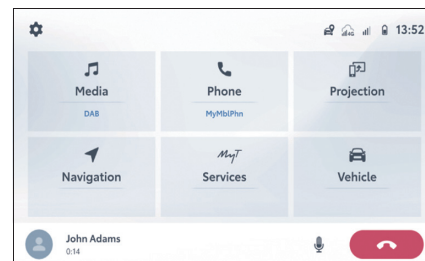 13:52
Media
Phone
Projection
DAB
MyMblPhn
Navigation
MyT
Services
Vehicle
John Adams
0:14